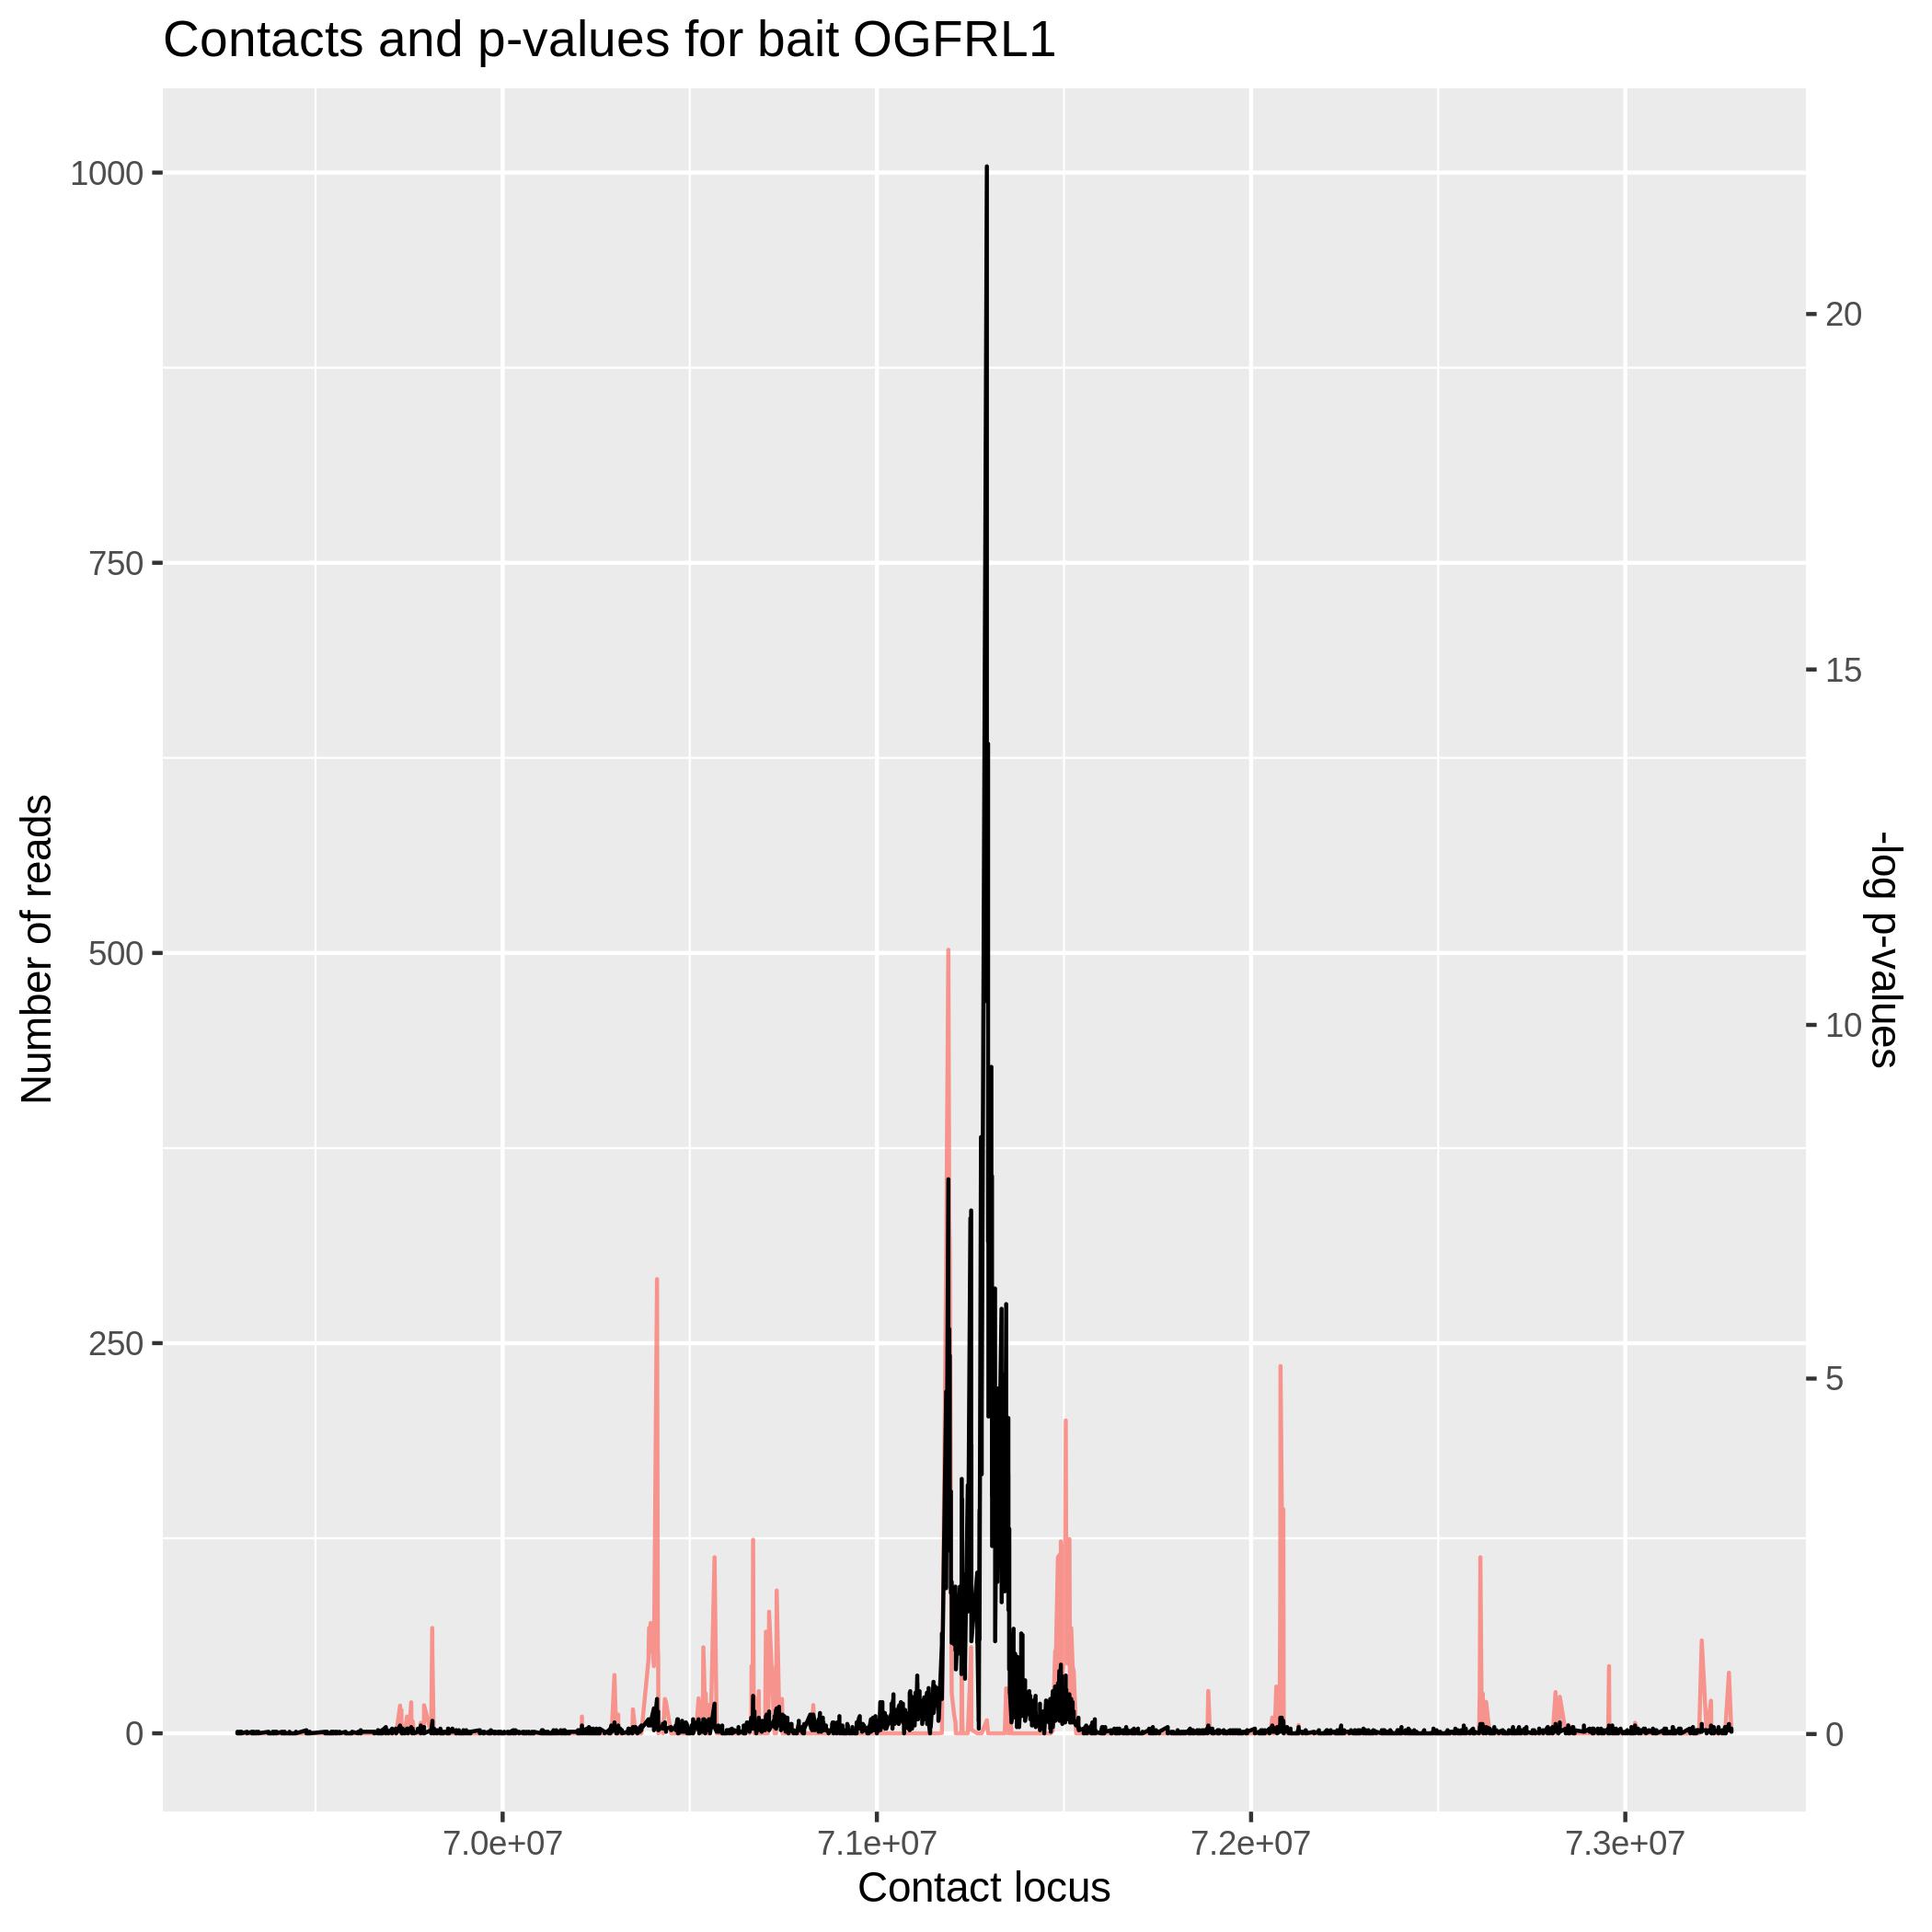 Contacts and p-values for bait OGFRL1
1000
750
500
250
0
Number of reads
20
15
10
5
0
-log p-values
7.0e+07
7.1e+07
7.2e+07
7.3e+07
Contact locus